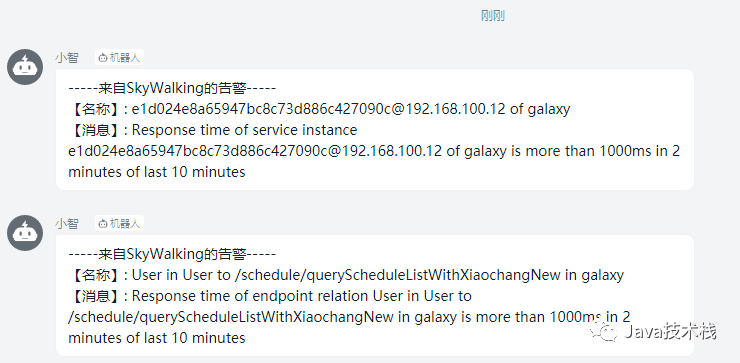 刚刚
小智 机器人
-----来自SkyWalking的告警-----
【名称】: e1d024e8a65947bc8c73d886c427090c@192.168.100.12 of galaxy
【消息】: Response time of service instance
e1d024e8a65947bc8c73d886c427090c@192.168.100.12 of galaxy is more than 1000ms in 2
minutes of last 10 minutes
小智 机器人
-----来自SkyWalking的告警-----
【名称】: User in User to /schedule/queryScheduleListWithXiaochangNew in galaxy
【消息】: Response time of endpoint relation User in User to
/schedule/queryScheduleListWithXiaochangNew in galaxy is more than 1000ms in 2
minutes of last 10 minutes
Java技术栈